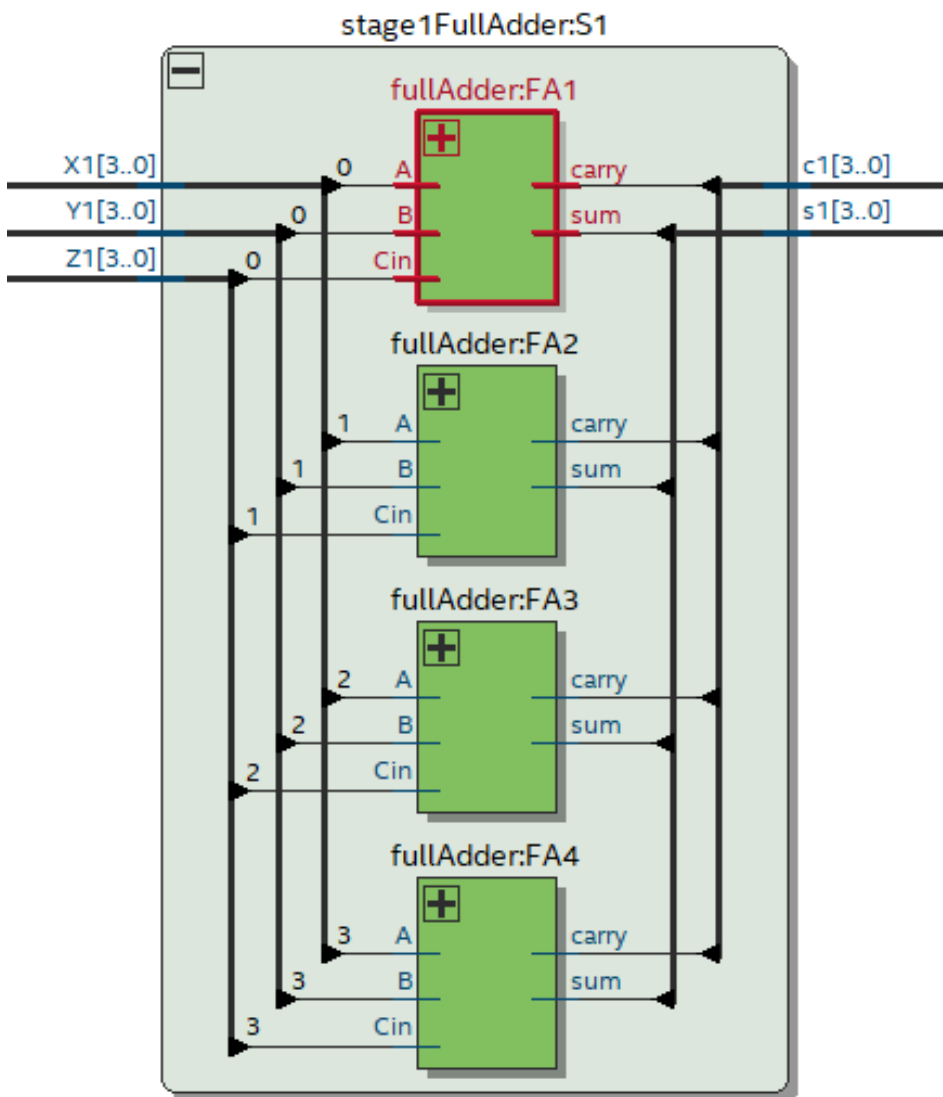 stage1FullAdder:S1
fullAdder:FA1
X1[3..0] 0 A carry c1[3..0]
Y1[3..0] 0 B sum s1[3..0]
Z1[3..0] 0 Cin
fullAdder:FA2
1 A carry
1 B sum
1 Cin
fullAdder:FA3
2 A carry
2 B sum
2 Cin
fullAdder:FA4
3 A carry
3 B sum
3 Cin